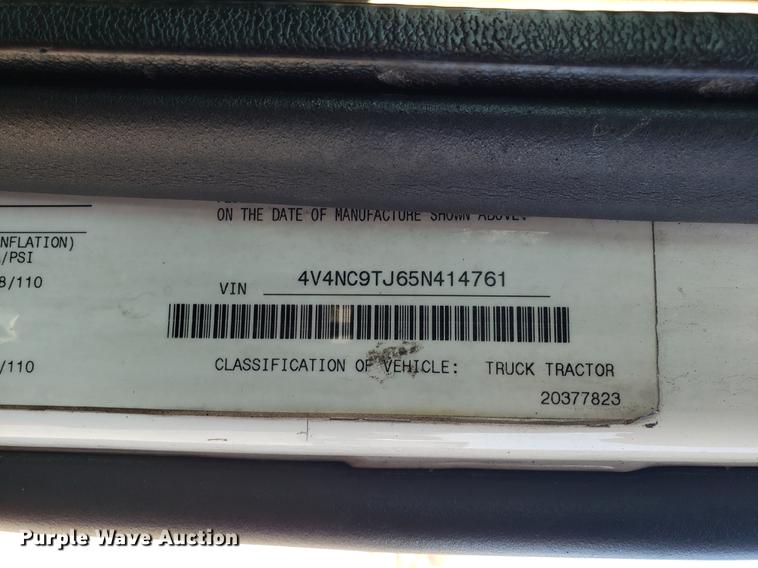 ON THE DATE OF MANUFACTURE SHOWN ABOVE.
NFLATION)
/PSI
8/110
VIN 4V4NC9TJ65N414761
/110
CLASSIFICATION OF VEHICLE: TRUCK TRACTOR
20377823
Purple Wave Auction